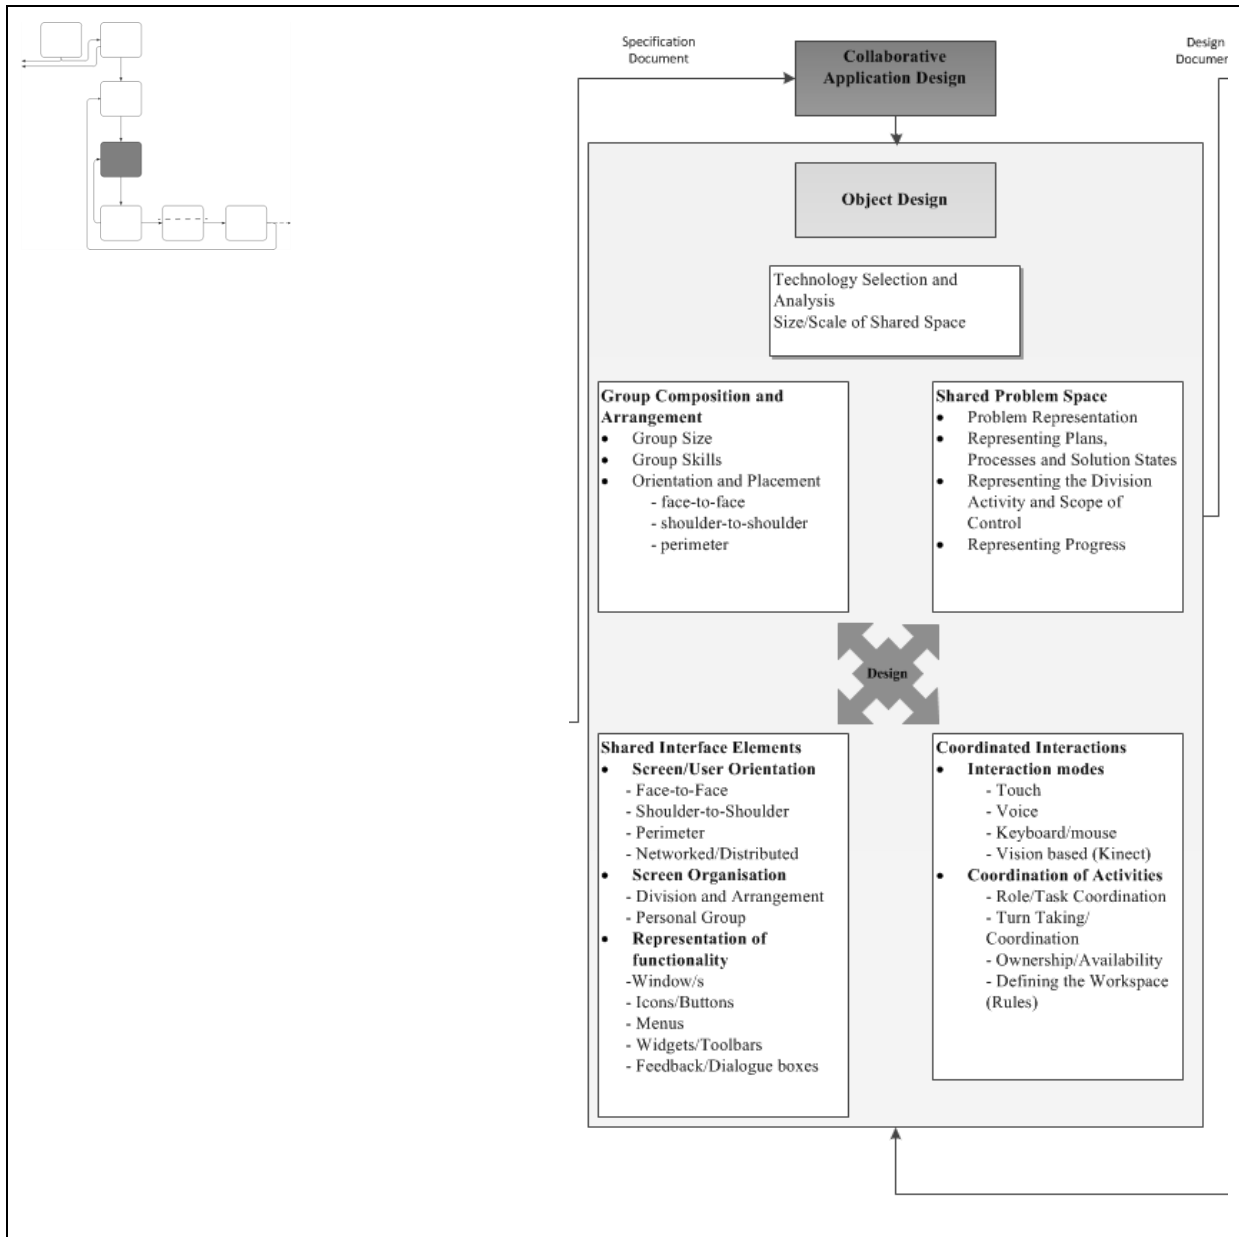 Specification
Document
Collaborative
Application Design
Design
Documen
Object Design
Technology Selection and
Analysis
Size/Scale of Shared Space
Group Composition and
Arrangement
• Group Size
• Group Skills
• Orientation and Placement
- face-to-face
- shoulder-to-shoulder
- perimeter
Shared Problem Space
• Problem Representation
• Representing Plans,
Processes and Solution States
• Representing the Division
Activity and Scope of
Control
• Representing Progress
Design
Shared Interface Elements
• Screen/User Orientation
- Face-to-Face
- Shoulder-to-Shoulder
- Perimeter
- Networked/Distributed
• Screen Organisation
- Division and Arrangement
- Personal Group
• Representation of
functionality
-Window/s
- Icons/Buttons
- Menus
- Widgets/Toolbars
- Feedback/Dialogue boxes
Coordinated Interactions
• Interaction modes
- Touch
- Voice
- Keyboard/mouse
- Vision based (Kinect)
• Coordination of Activities
- Role/Task Coordination
- Turn Taking/
Coordination
- Ownership/Availability
- Defining the Workspace
(Rules)